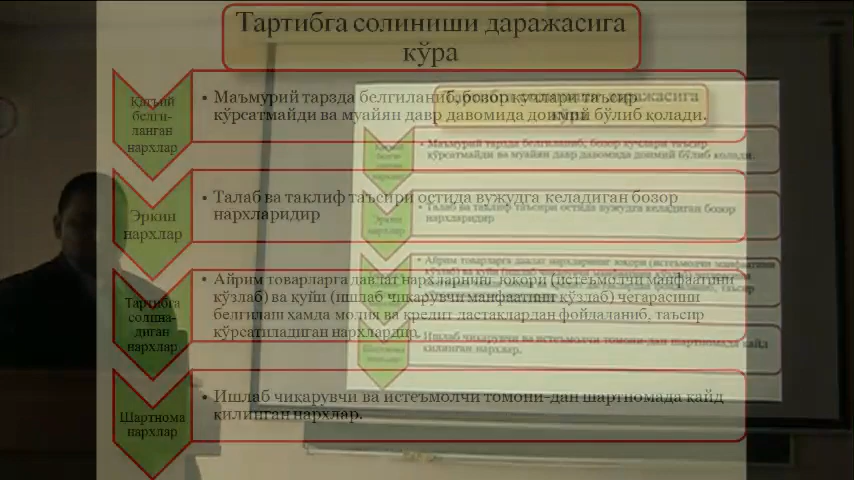 Тартибга солиниши даражасига
кўра
Қатъий
белги-
ланган
нархлар
• Маъмурий тарзда белгиланиб, бозор кучлари таъсир
кўрсатмайди ва муайян давр давомида доимий бўлиб қолади.
Эркин
нархлар
• Талаб ва таклиф таъсири остида вужудга келадиган бозор
нархларидир
Тартибга
солина-
диган
нархлар
• Айрим товарларга давлат нархларнинг юқори (истеъмолчи манфаатини
кўзлаб) ва куйи (ишлаб чикарувчи манфаатини кўзлаб) чегарасини
белгилаш ҳамда молия ва кредит дастаклардан фойдаланиб, таъсир
кўрсатиладиган нархлардир.
Шартнома
нархлар
• Ишлаб чикарувчи ва истеъмолчи томони-дан шартномада кайд
қилинган нархлар.